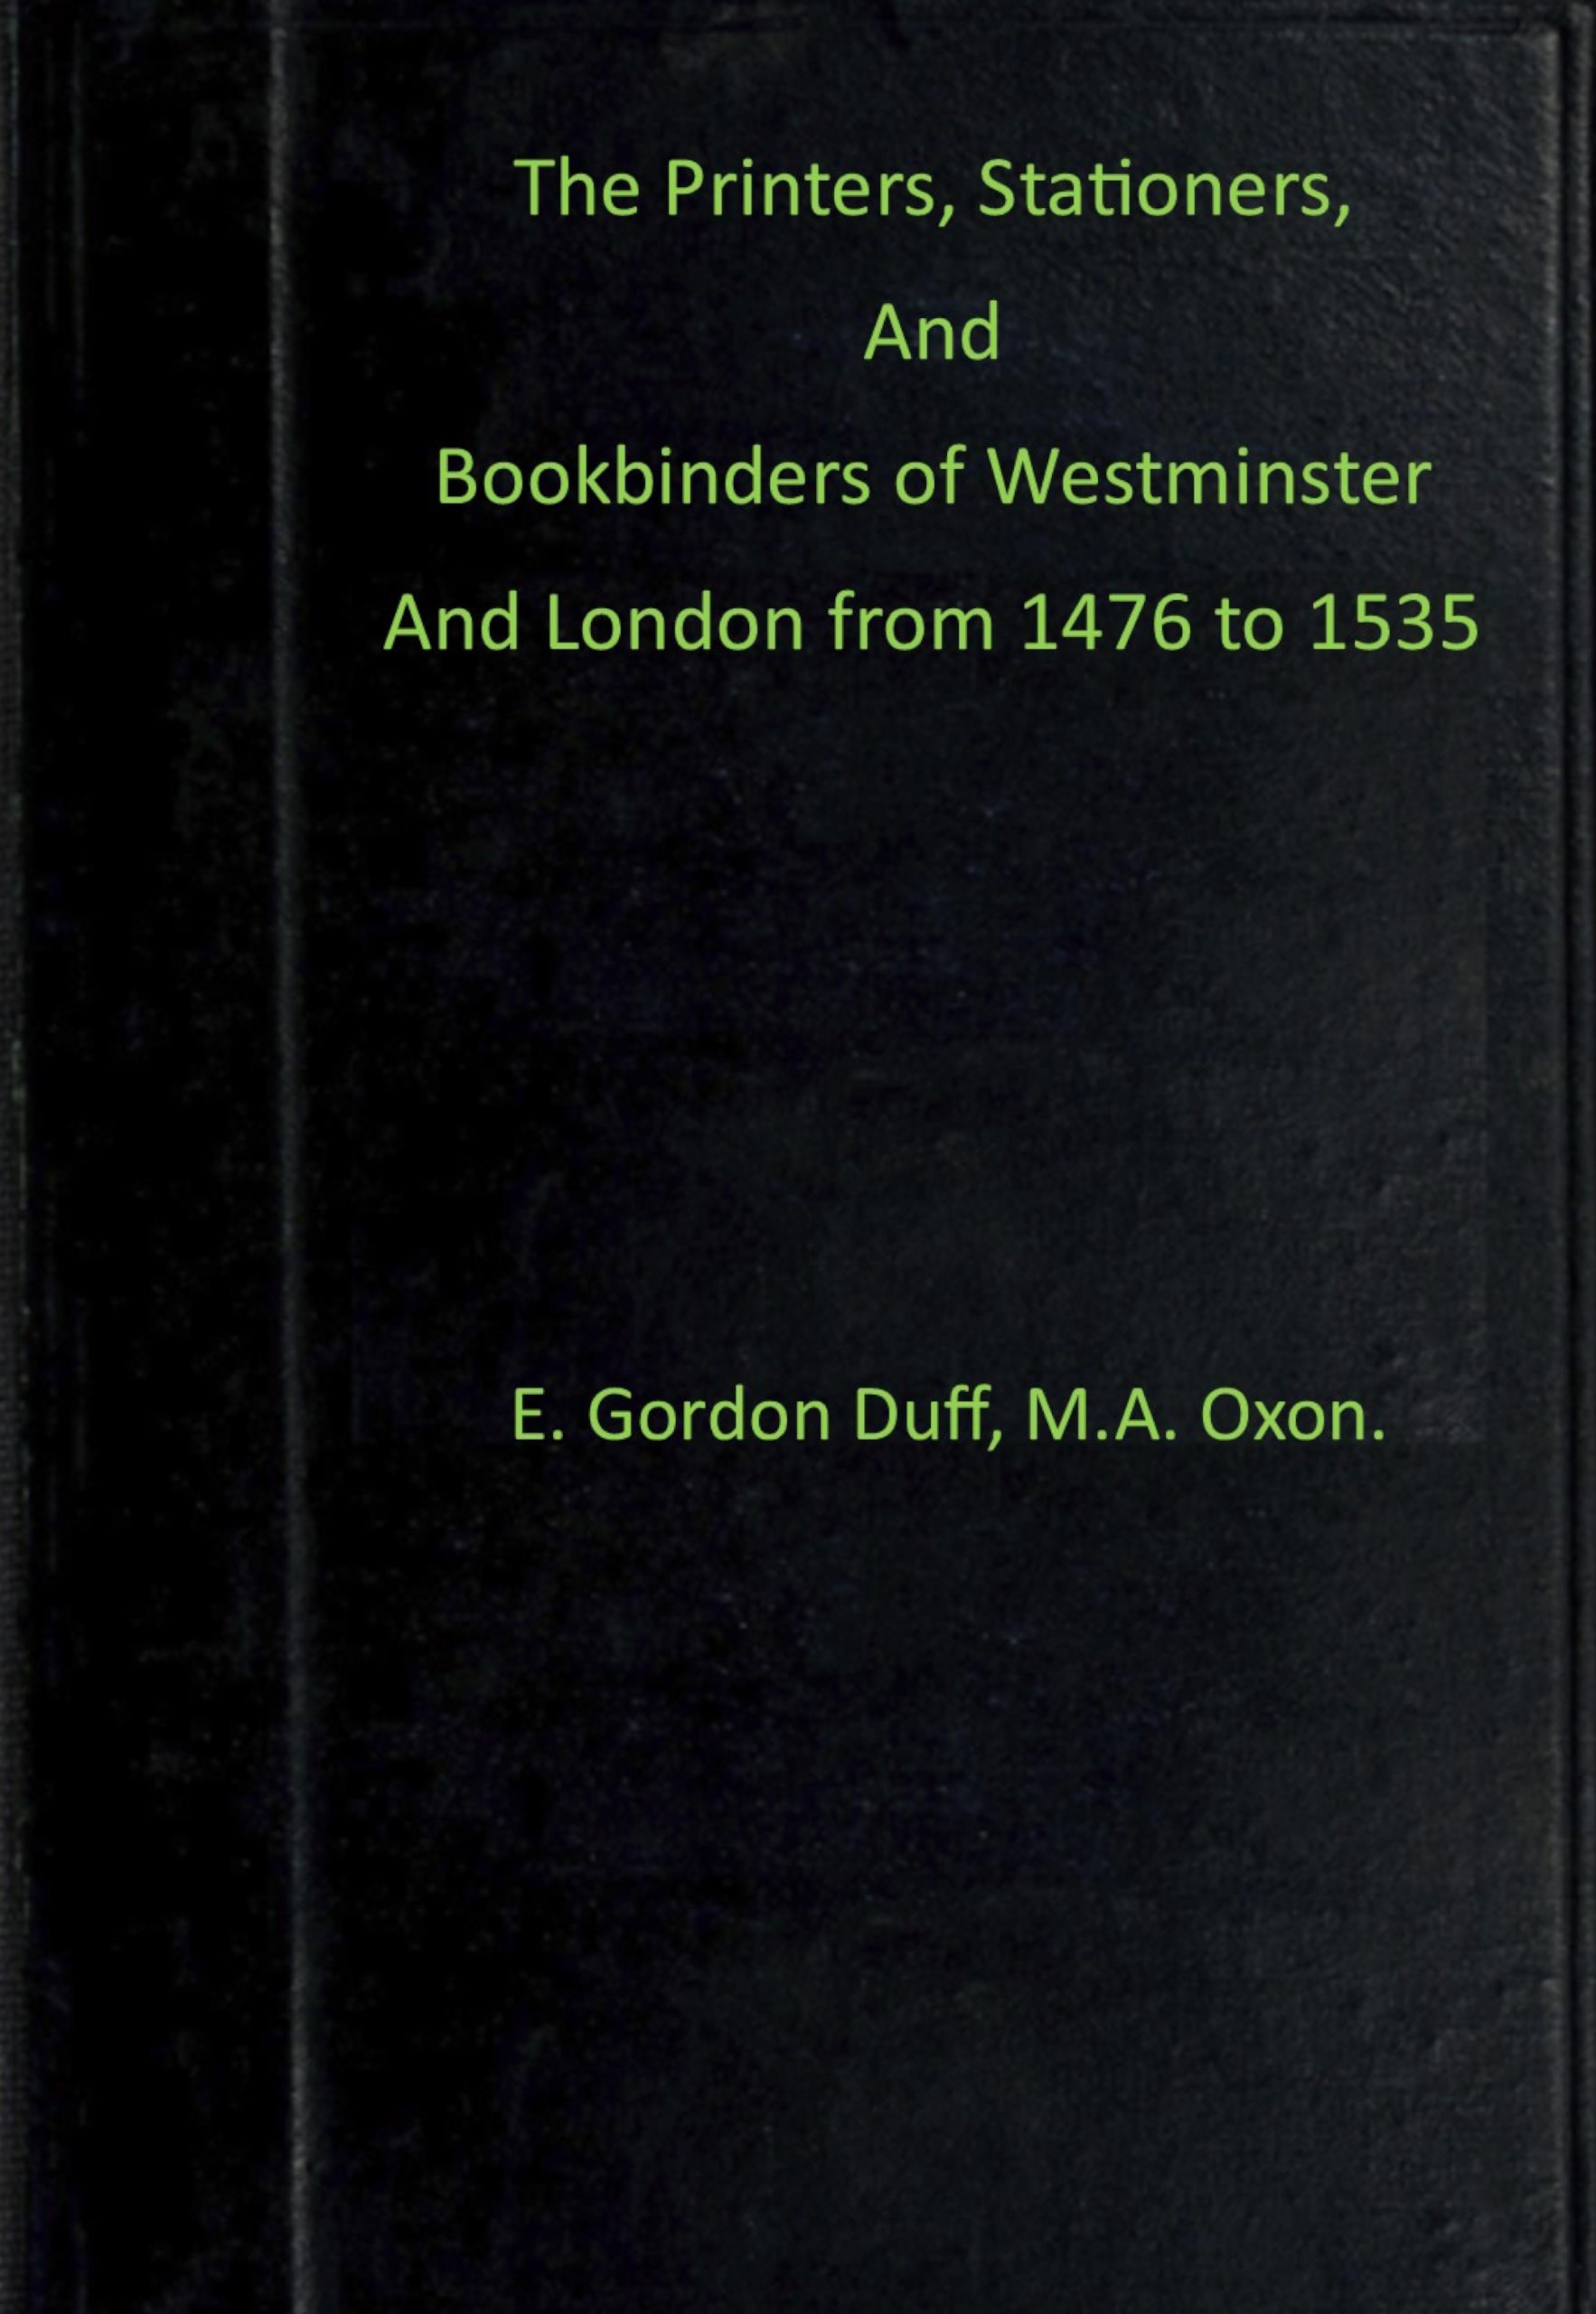 The Printers, Stationers,
And
Bookbinders of Westminster
And London from 1476 to 1535
E. Gordon Duff, M.A. Oxon.